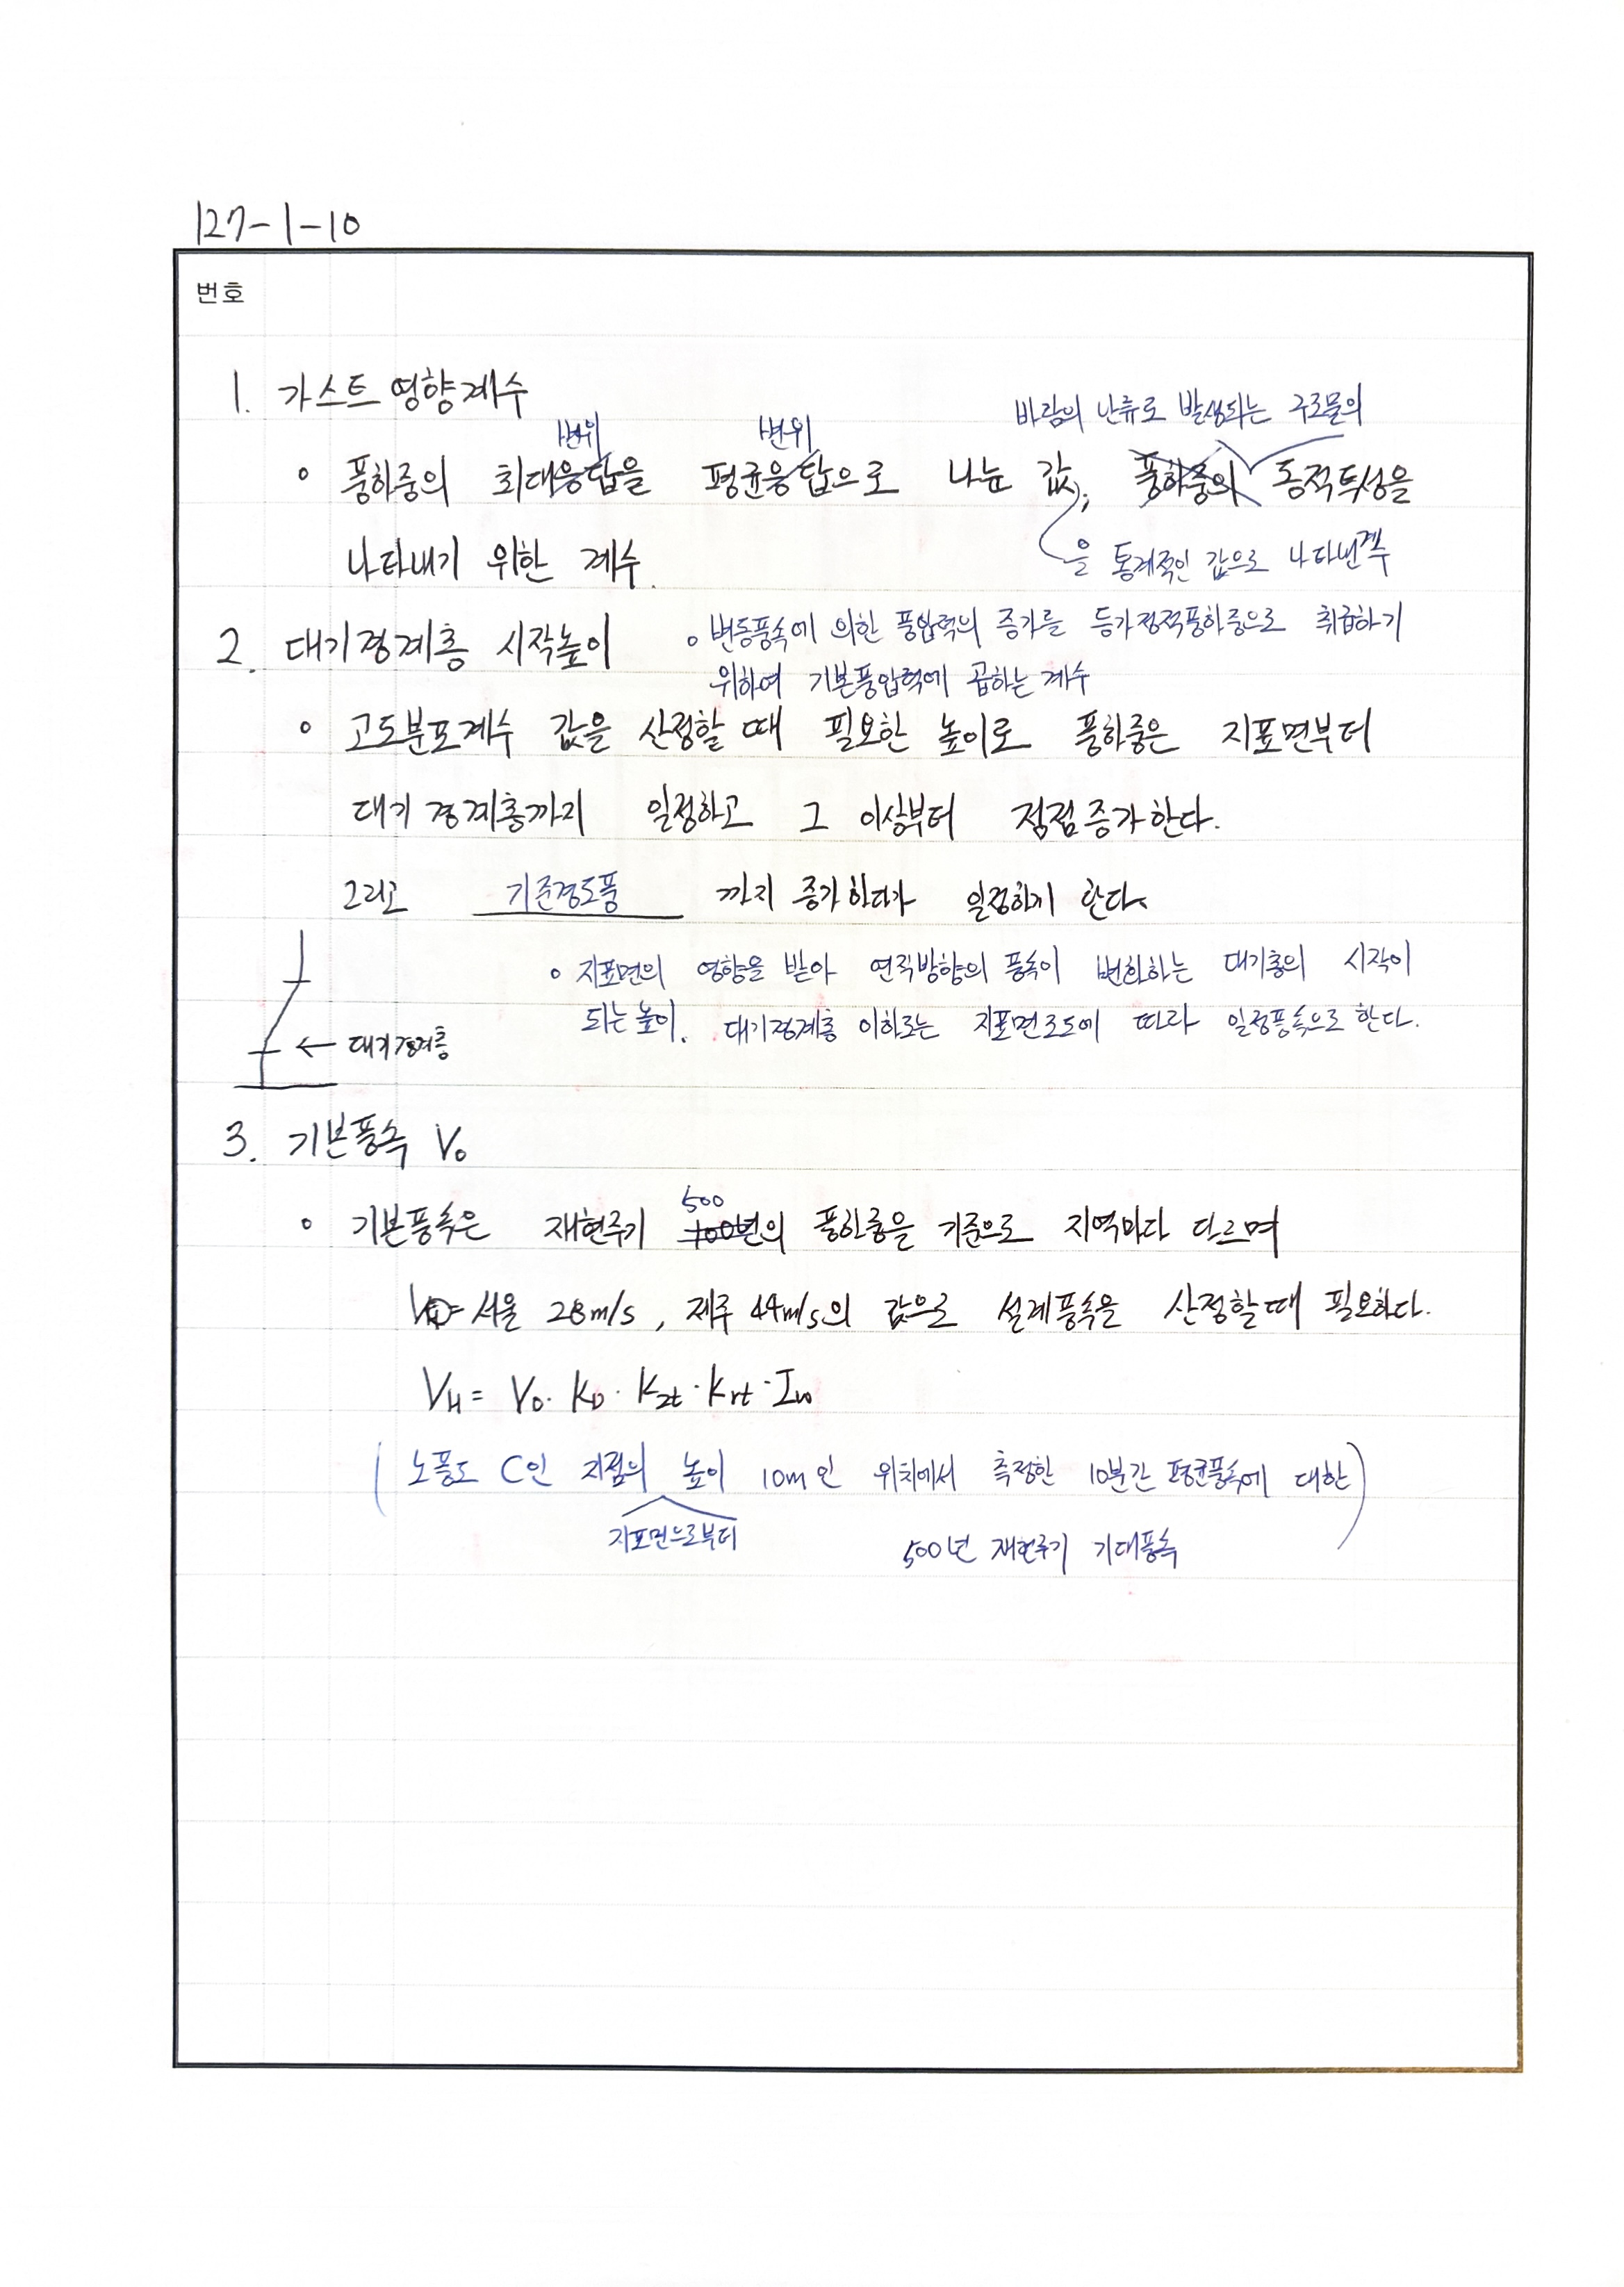 127-1-10
번호
1. 가스트 영향계수
바람의 난류로 발생되는 구조물의
변위 변위
◦ 풍하중의 최대응답을 평균응답으로 나눈 값, 풍하중의 동적특성을
을 통계적인 값으로 나타낸계수
나타내기 위한 계수.
◦ 변동풍속에 의한 풍압력의 증가를 등가정적풍하중으로 취급하기
2. 대기경계층 시작높이
위하여 기본풍압력에 곱하는 계수
◦ 고도분포계수 값을 산정할 때 필요한 높이로 풍하중은 지표면부터
대기경계층까지 일정하고 그 이상부터 점점증가한다.
그리고 기준경도풍 까지 증가하다가 일정하게 한다.
◦ 지표면의 영향을 받아 연직방향의 풍속이 변화하는 대기층의 시작이
되는높이. 대기경계층 이하로는 지표면조도에 따라 일정풍속으로 한다.
← 대기경계층
3. 기본풍속 V₀
500
◦ 기본풍속은 재현주기 100년의 풍하중을 기준으로 지역마다 다르며
서울 28m/s, 제주 44m/s의 값으로 설계풍속을 산정할때 필요하다.
V_H = V₀· K_D · K_zt · K_rt · I_w
(노풍도 C인 지점의 높이 10m인 위치에서 측정한 10분간 평균풍속에 대한)
지표면으로부터
500년 재현주기 기대풍속